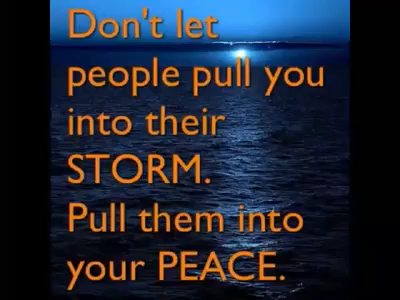 Don't let
people pull you
into their
STORM.
Pull them into
your PEACE.